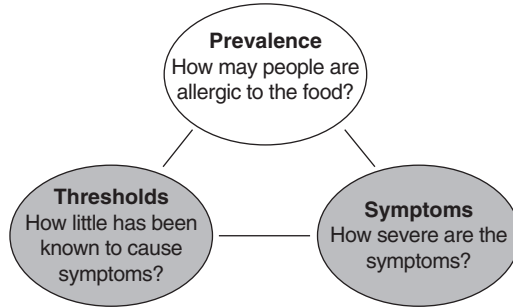 Prevalence
How may people are
allergic to the food?
Thresholds
How little has been
known to cause
symptoms?
Symptoms
How severe are the
symptoms?